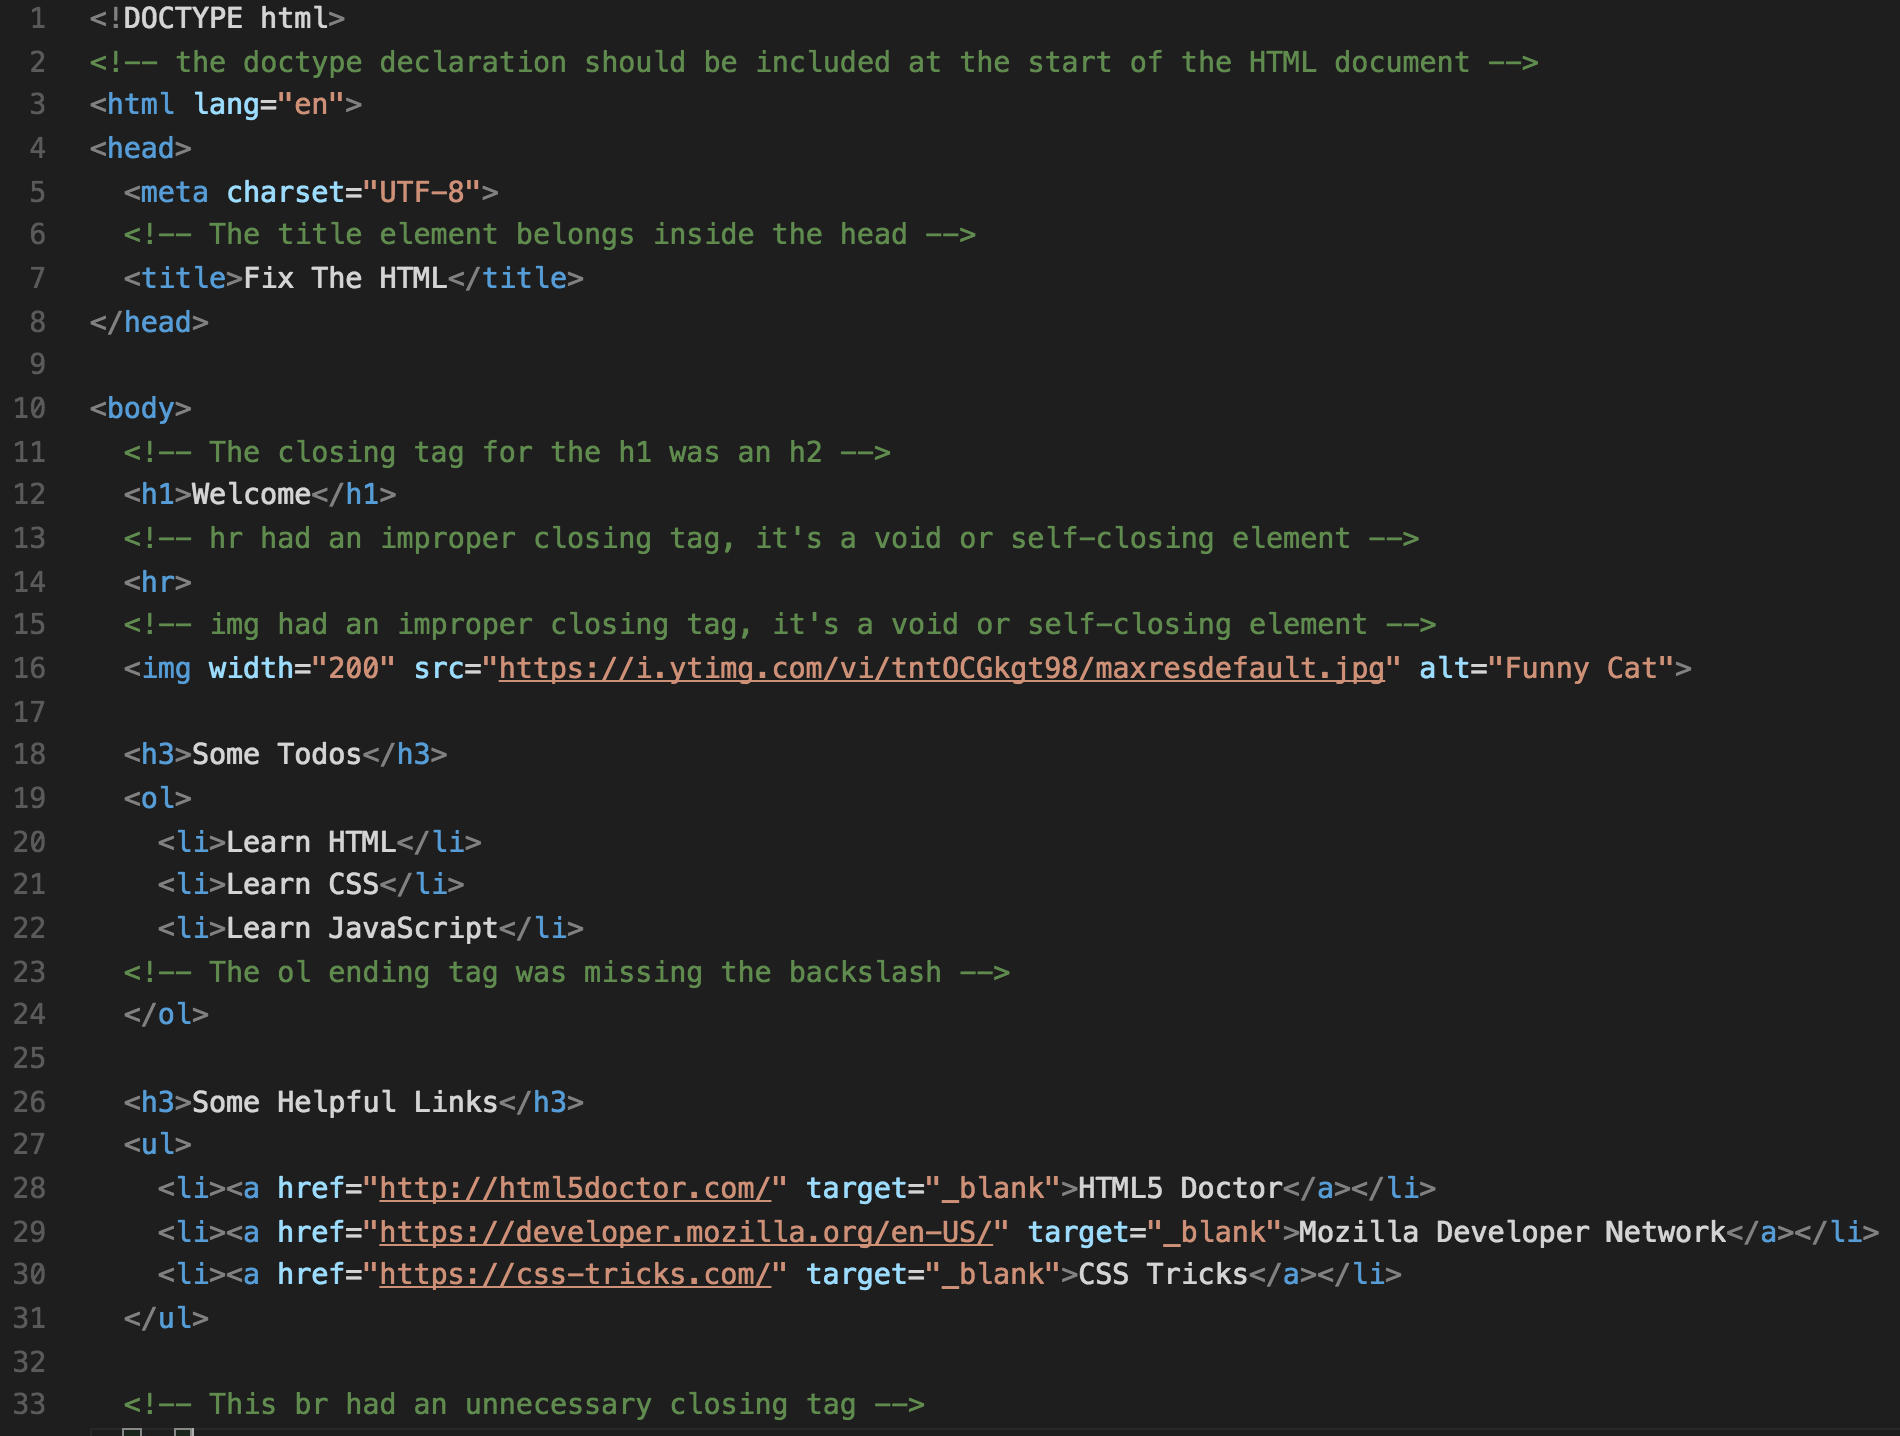 1 <!DOCTYPE html>
2 <!-- the doctype declaration should be included at the start of the HTML document -->
3 <html lang="en">
4 <head>
5   <meta charset="UTF-8">
6   <!-- The title element belongs inside the head -->
7   <title>Fix The HTML</title>
8 </head>
9
10 <body>
11   <!-- The closing tag for the h1 was an h2 -->
12   <h1>Welcome</h1>
13   <!-- hr had an improper closing tag, it's a void or self-closing element -->
14   <hr>
15   <!-- img had an improper closing tag, it's a void or self-closing element -->
16   <img width="200" src="https://i.ytimg.com/vi/tntOCGkgt98/maxresdefault.jpg" alt="Funny Cat">
17
18   <h3>Some Todos</h3>
19   <ol>
20     <li>Learn HTML</li>
21     <li>Learn CSS</li>
22     <li>Learn JavaScript</li>
23   <!-- The ol ending tag was missing the backslash -->
24   </ol>
25
26   <h3>Some Helpful Links</h3>
27   <ul>
28     <li><a href="http://html5doctor.com/" target="_blank">HTML5 Doctor</a></li>
29     <li><a href="https://developer.mozilla.org/en-US/" target="_blank">Mozilla Developer Network</a></li>
30     <li><a href="https://css-tricks.com/" target="_blank">CSS Tricks</a></li>
31   </ul>
32
33   <!-- This br had an unnecessary closing tag -->